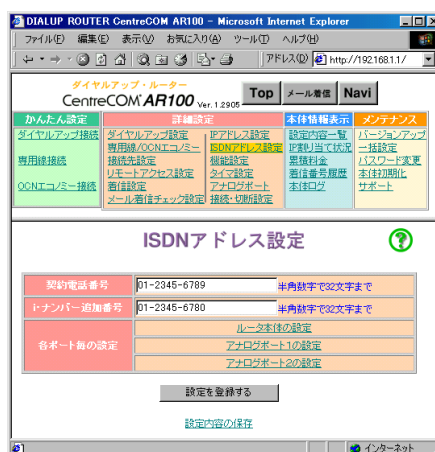 DIALUP ROUTER CentreCOM AR100 - Microsoft Internet Explorer
ファイル(F) 編集(E) 表示(V) お気に入り(A) ツール(T) ヘルプ(H)
アドレス(D) http://192.168.1.1/
ダイヤルアップ・ルーター
CentreCOM AR100 Ver. 1.2905 Top メール着信 Navi
かんたん設定 詳細設定 本体情報表示 メンテナンス
ダイヤルアップ接続 ダイヤルアップ設定 IPアドレス設定 設定内容一覧 バージョンアップ
専用線/OCNエコノミー ISDNアドレス設定 IP割り当て状況 一括設定
専用線接続 接続先設定 機能設定 累積料金 パスワード変更
リモートアクセス設定 タイマ設定 着信番号履歴 本体初期化
OCNエコノミー接続 着信設定 アナログポート 本体ログ サポート
メール着信チェック設定 接続・切断設定
ISDNアドレス設定 ?
契約電話番号 01-2345-6789 半角数字で32文字まで
i・ナンバー追加番号 01-2345-6780 半角数字で32文字まで
各ポート毎の設定 ルータ本体の設定
アナログポート1の設定
アナログポート2の設定
設定を登録する
設定内容の保存
インターネット